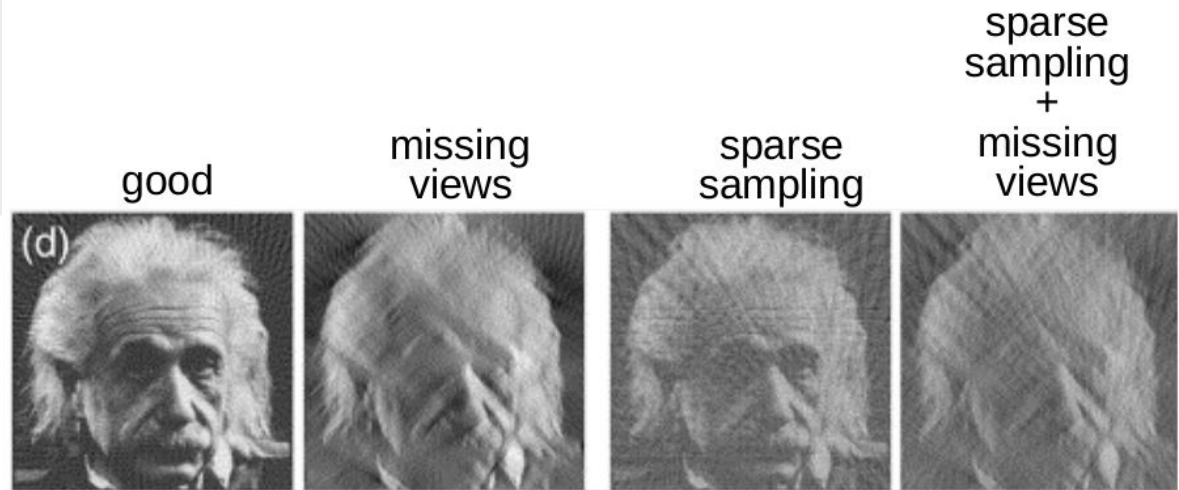 good
missing
views
sparse
sampling
sparse
sampling
+
missing
views
(d)